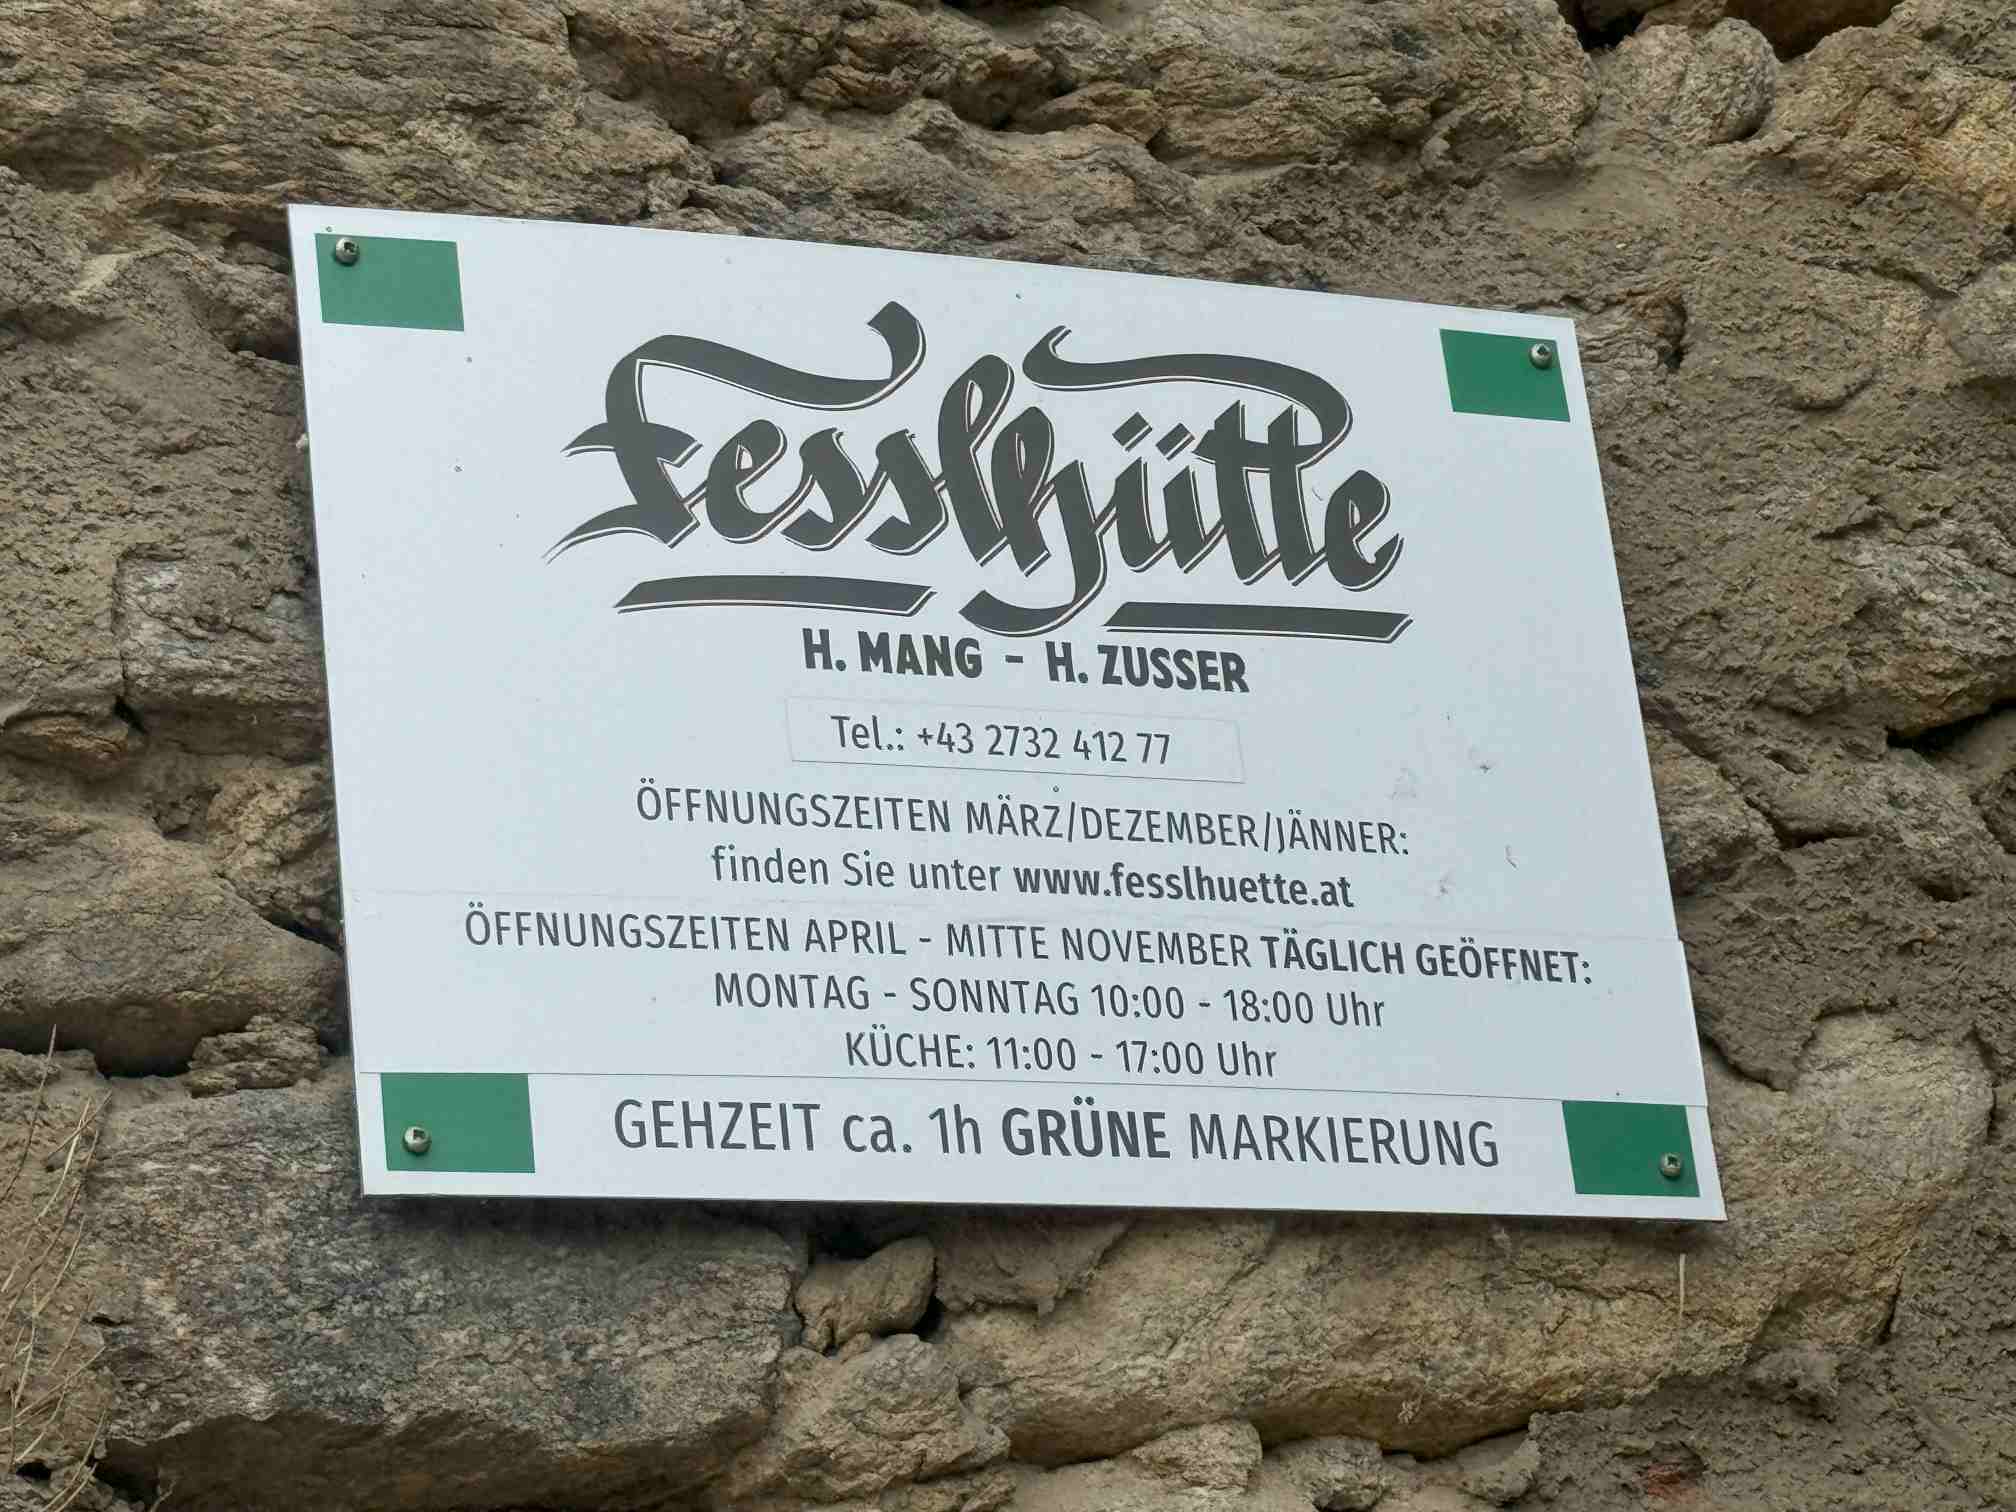 Fesslhütte
H. MANG - H. ZUSSER
Tel.: +43 2732 412 77
ÖFFNUNGSZEITEN MÄRZ/DEZEMBER/JÄNNER:
finden Sie unter www.fesslhuette.at
ÖFFNUNGSZEITEN APRIL - MITTE NOVEMBER TÄGLICH GEÖFFNET:
MONTAG - SONNTAG 10:00 - 18:00 Uhr
KÜCHE: 11:00 - 17:00 Uhr
GEHZEIT ca. 1h GRÜNE MARKIERUNG